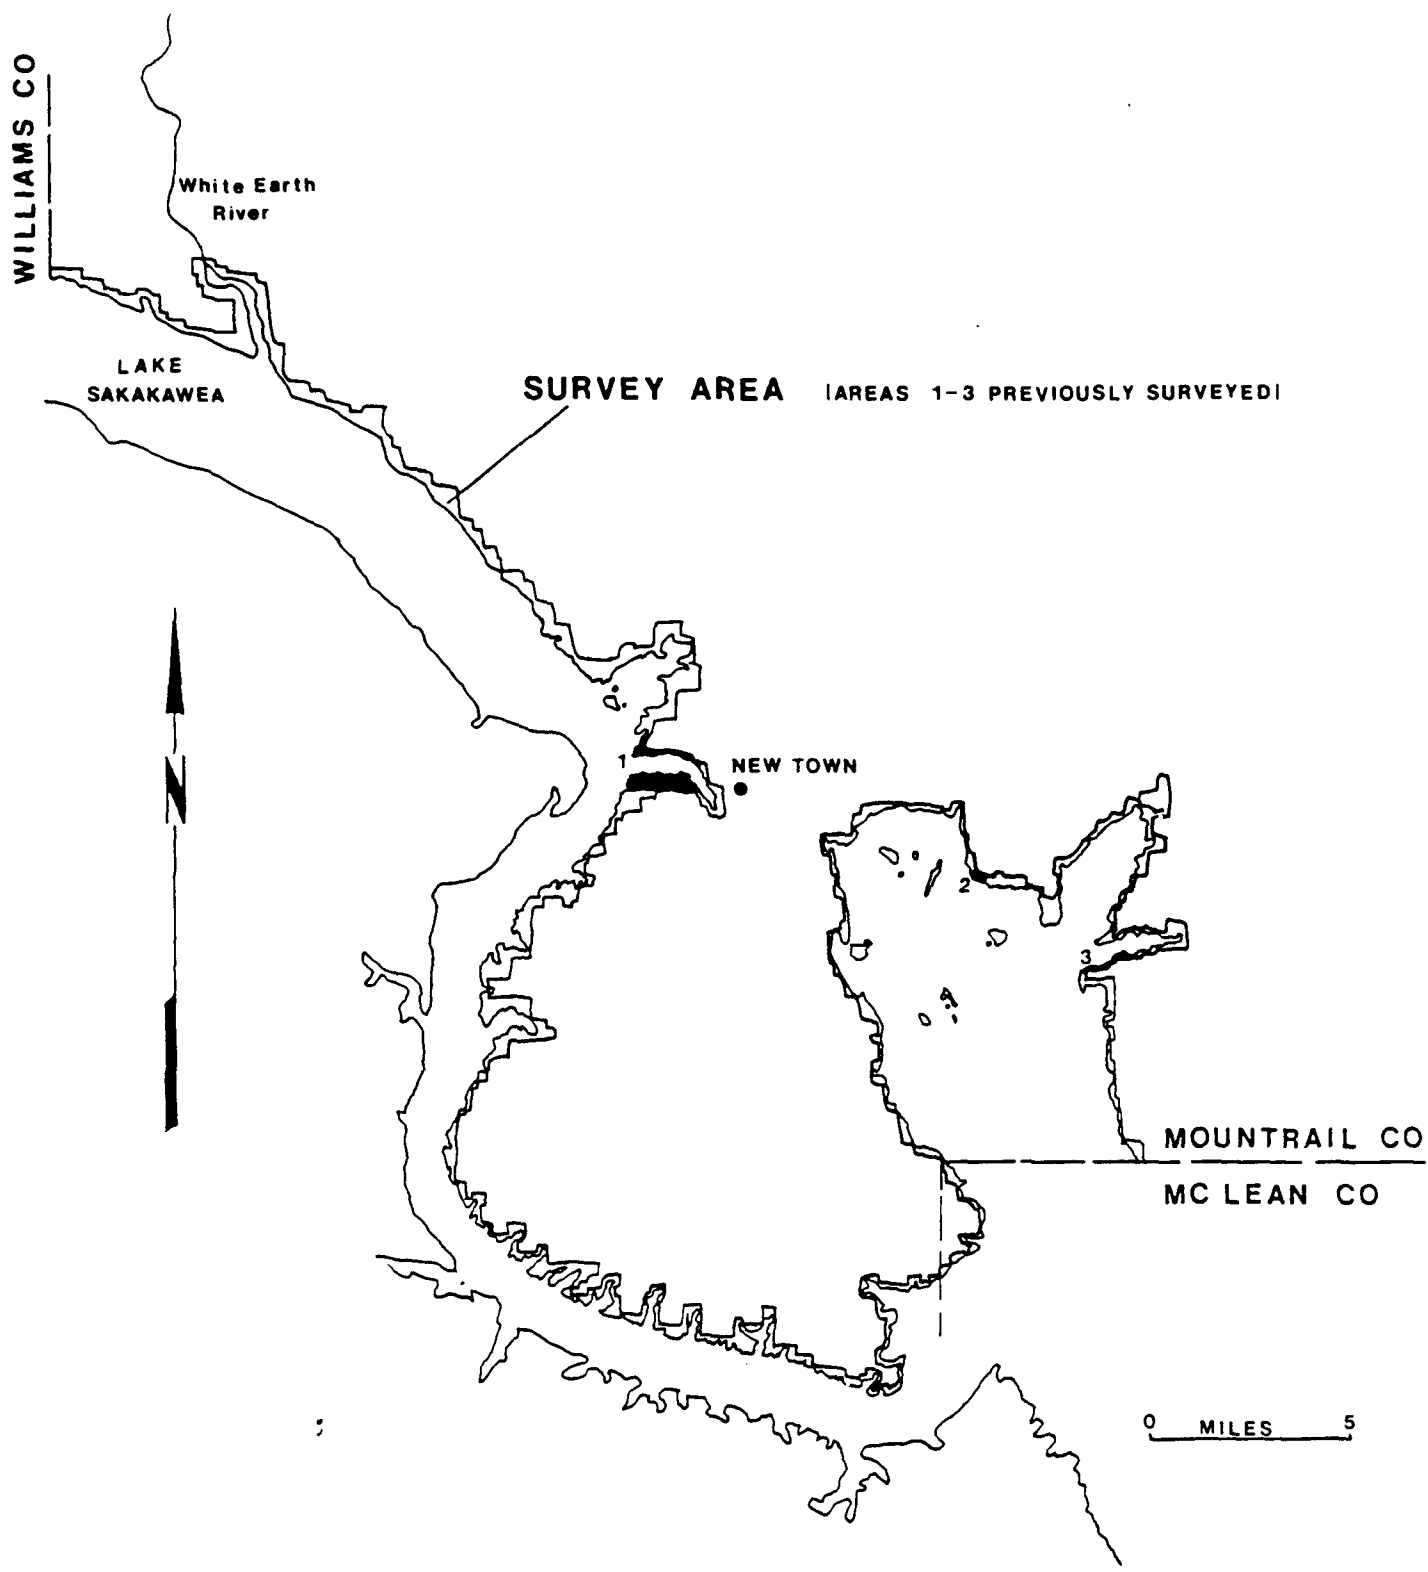 WILLIAMS CO
White Earth
River
LAKE
SAKAKAWEA
SURVEY AREA (AREAS 1-3 PREVIOUSLY SURVEYED)
1
NEW TOWN
N
2
3
MOUNTRAIL CO
MC LEAN CO
0 MILES 5